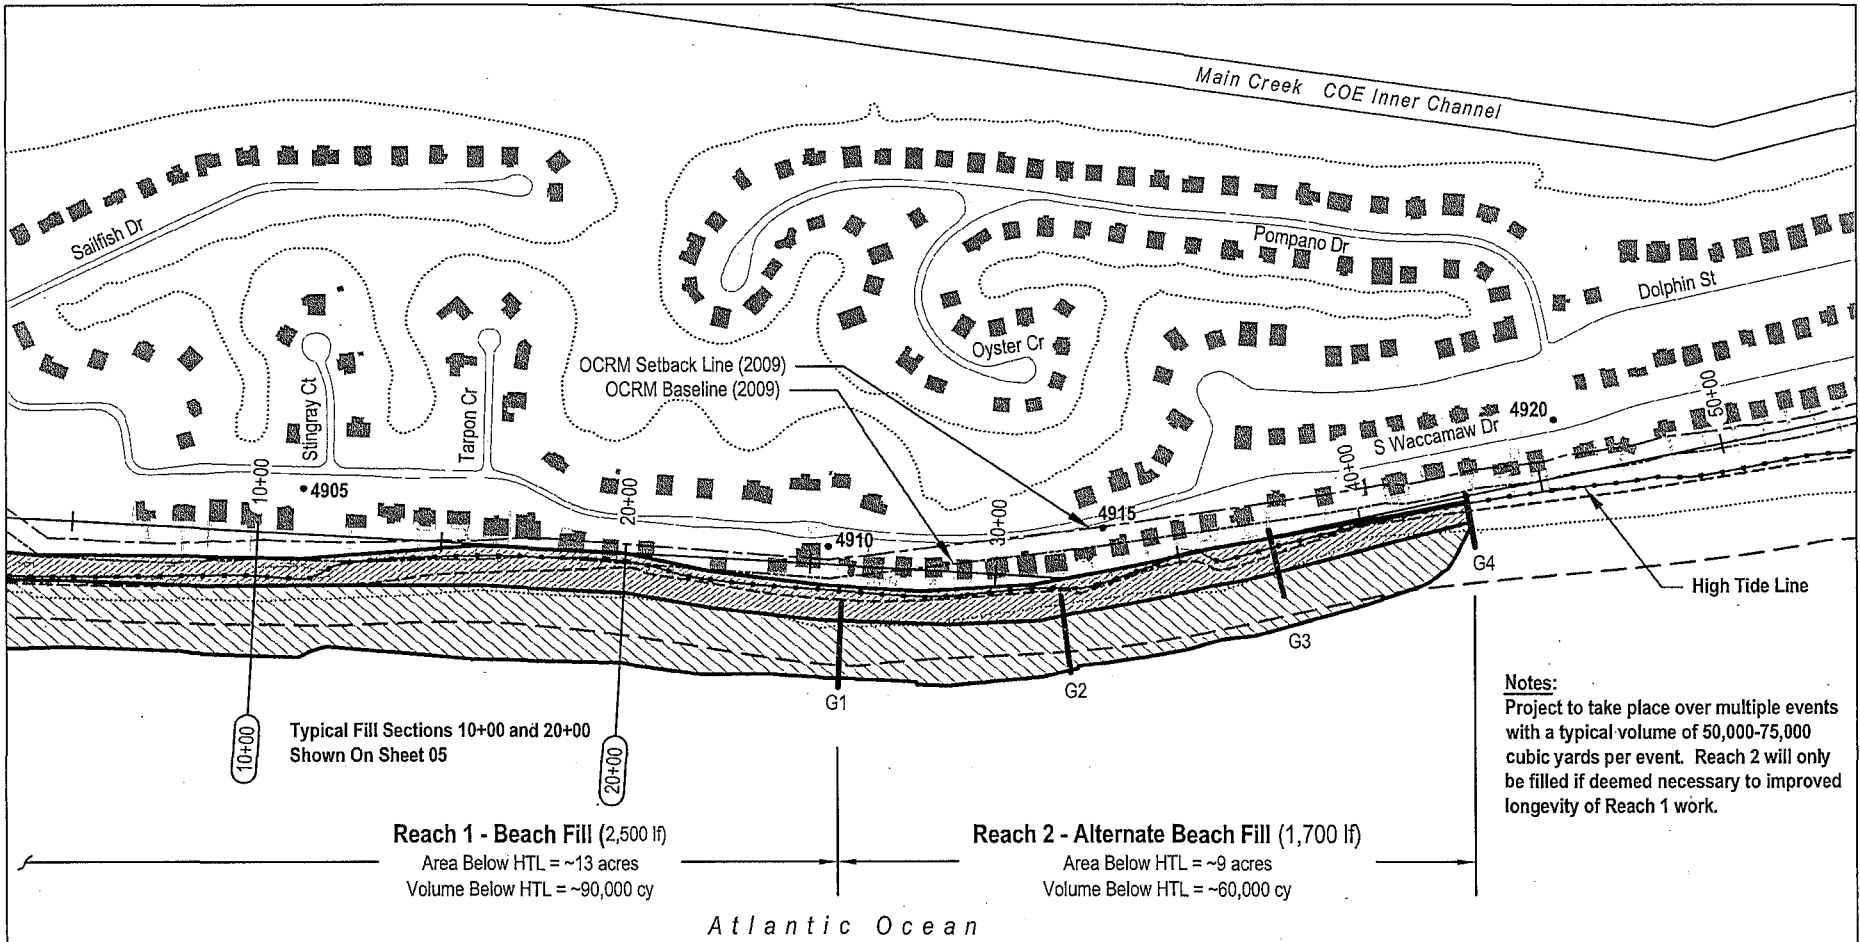 Main Creek COE Inner Channel
Sailfish Dr
Pompano Dr
Dolphin St
Oyster Cr
OCRM Setback Line (2009)
OCRM Baseline (2009)
Stingray Ct
Tarpon Cr
S Waccamaw Dr
4920
50+00
40+00
10+00
4905
20+00
4910
30+00
4915
High Tide Line
G1
G2
G3
G4
10+00
20+00
Typical Fill Sections 10+00 and 20+00
Shown On Sheet 05
Notes:
Project to take place over multiple events
with a typical volume of 50,000-75,000
cubic yards per event. Reach 2 will only
be filled if deemed necessary to improved
longevity of Reach 1 work.
Reach 1 - Beach Fill (2,500 lf)
Area Below HTL = ~13 acres
Volume Below HTL = ~90,000 cy
Reach 2 - Alternate Beach Fill (1,700 lf)
Area Below HTL = ~9 acres
Volume Below HTL = ~60,000 cy
Atlantic Ocean